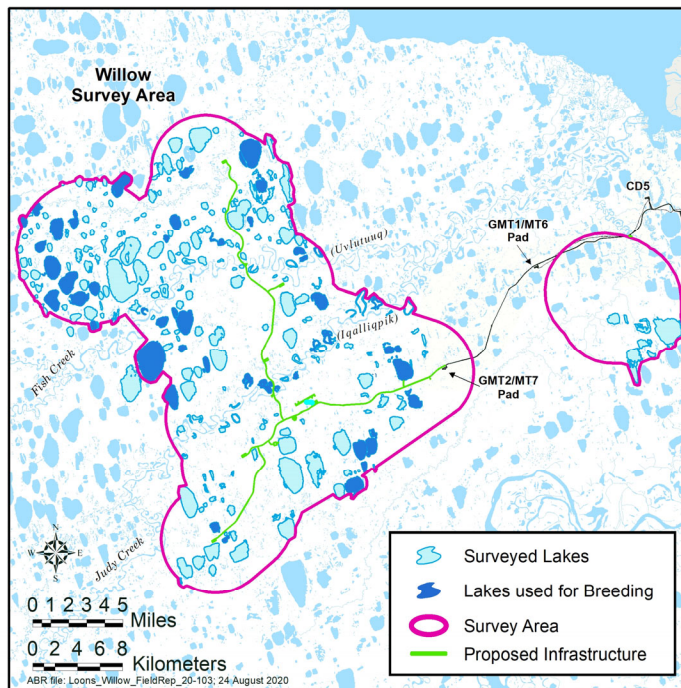 Willow
Survey Area
CD5
GMT1/MT6
Pad
(Uvlutuuq)
(Iqalliqpik)
Fish Creek
GMT2/MT7
Pad
Judy Creek
N
W E
S
0 1 2 3 4 5
Miles
0 2 4 6 8
Kilometers
ABR file: Loons_Willow_FieldRep_20-103; 24 August 2020
Surveyed Lakes
Lakes used for Breeding
Survey Area
Proposed Infrastructure